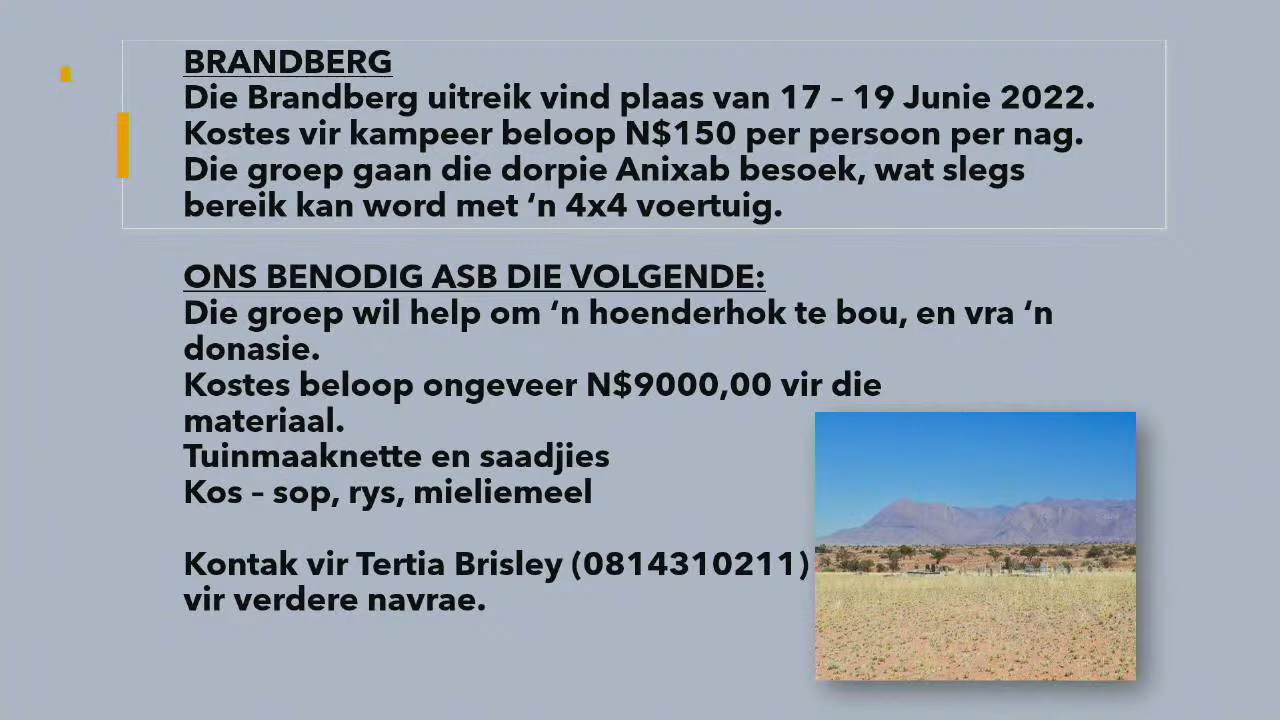 BRANDBERG
Die Brandberg uitreik vind plaas van 17 – 19 Junie 2022.
Kostes vir kampeer beloop N$150 per persoon per nag.
Die groep gaan die dorpie Anixab besoek, wat slegs
bereik kan word met ‘n 4x4 voertuig.
ONS BENODIG ASB DIE VOLGENDE:
Die groep wil help om ‘n hoenderhok te bou, en vra ‘n
donasie.
Kostes beloop ongeveer N$9000,00 vir die
materiaal.
Tuinmaaknette en saadjies
Kos – sop, rys, mieliemeel
Kontak vir Tertia Brisley (0814310211)
vir verdere navrae.